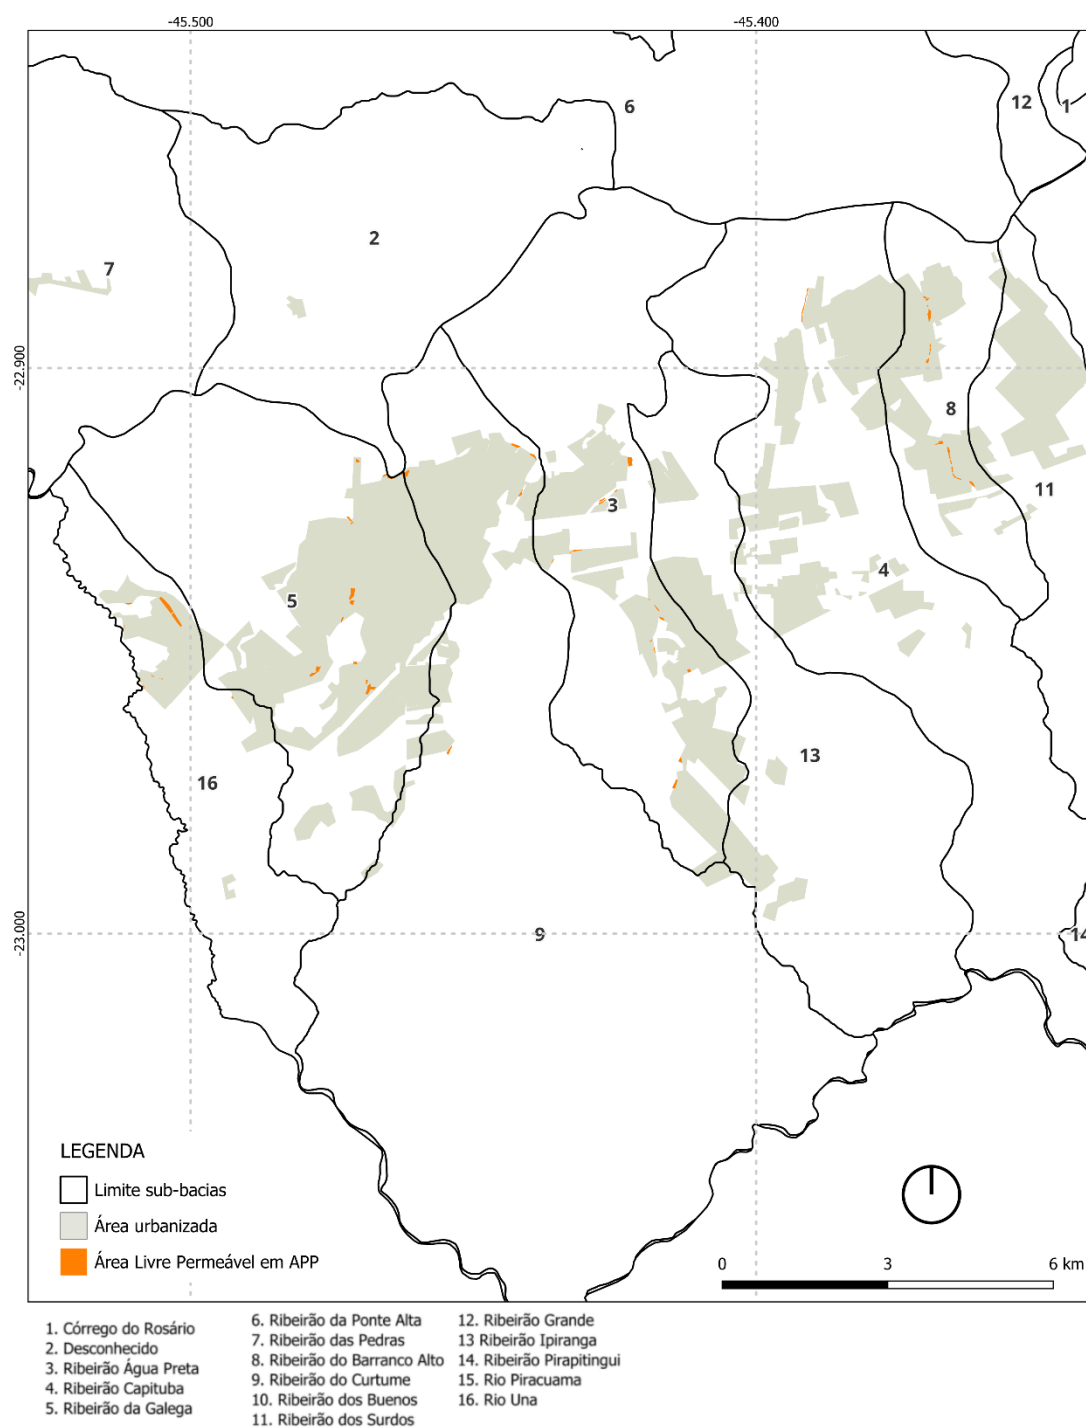 -45.500
-45.400
6
12
1
2
7
-22.900
8
3
11
4
5
13
16
-23.000
9
14
LEGENDA
Limite sub-bacias
Área urbanizada
Área Livre Permeável em APP
0 3 6 km
1. Córrego do Rosário
2. Desconhecido
3. Ribeirão Água Preta
4. Ribeirão Capituba
5. Ribeirão da Galega
6. Ribeirão da Ponte Alta
7. Ribeirão das Pedras
8. Ribeirão do Barranco Alto
9. Ribeirão do Curtume
10. Ribeirão dos Buenos
11. Ribeirão dos Surdos
12. Ribeirão Grande
13 Ribeirão Ipiranga
14. Ribeirão Pirapitingui
15. Rio Piracuama
16. Rio Una